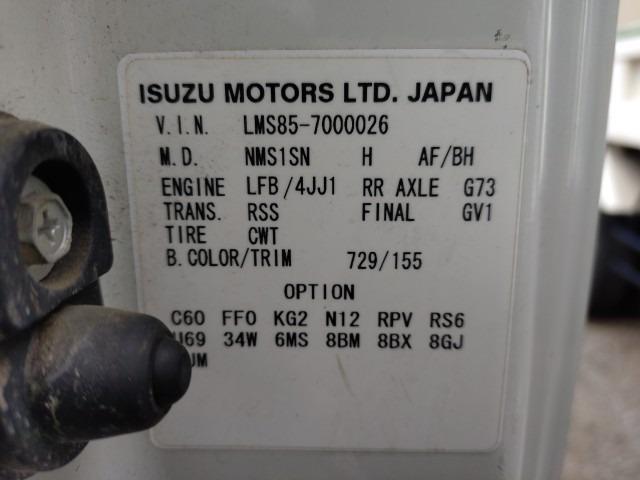 ISUZU MOTORS LTD. JAPAN
V.I.N. LMS85-7000026
M.D. NMS1SN H AF/BH
ENGINE LFB/4JJ1 RR AXLE G73
TRANS. RSS FINAL GV1
TIRE CWT
B.COLOR/TRIM 729/155
OPTION
C60 FF0 KG2 N12 RPV RS6
34W 6MS 8BM 8BX 8GJ